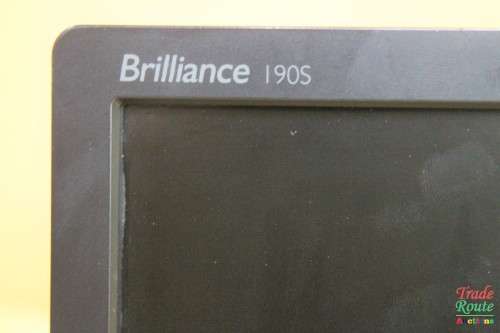 Brilliance 190S
Trade
Route
Auctions